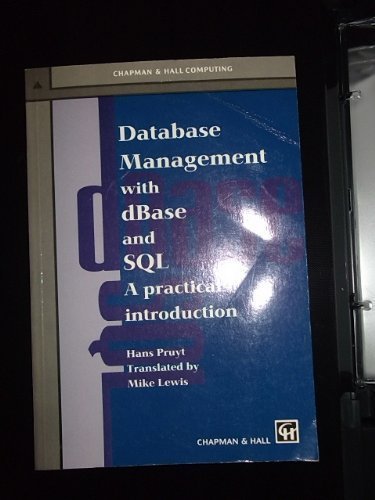 CHAPMAN & HALL COMPUTING
Database
Management
with
dBase
and
SQL
A practical
introduction
Hans Pruyt
Translated by
Mike Lewis
CHAPMAN & HALL
CH